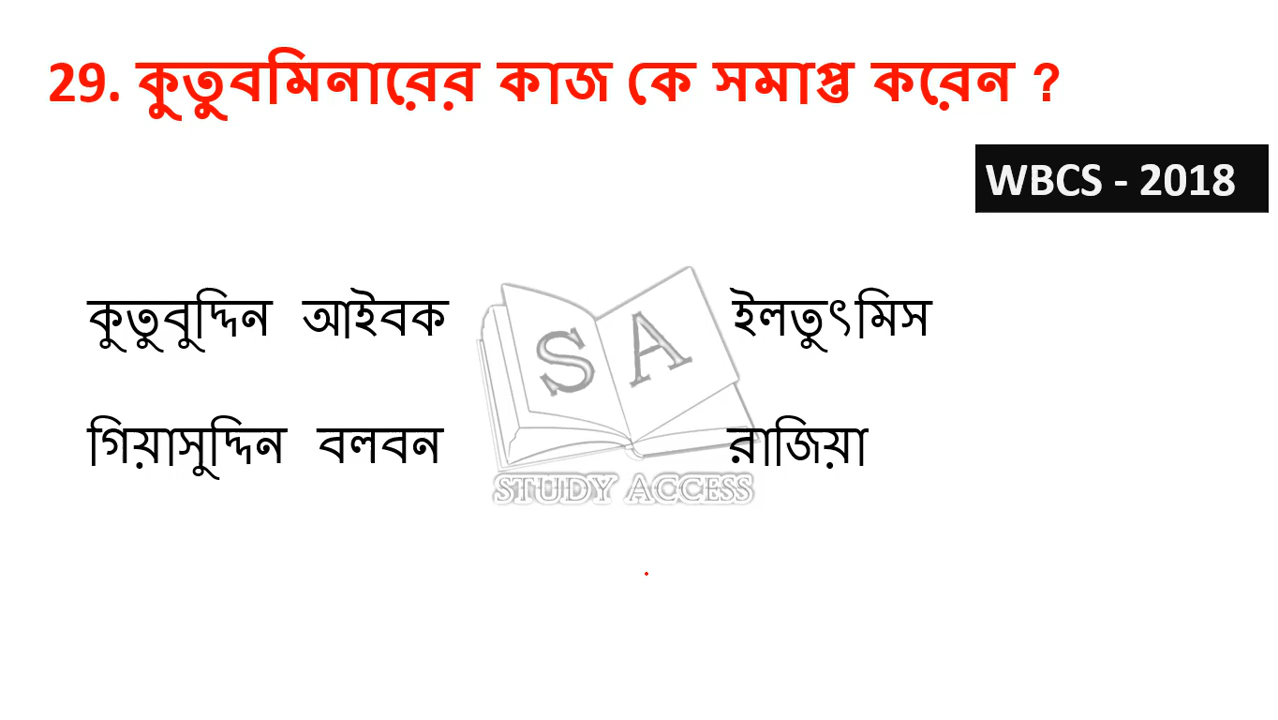 29. কুতুবমিনারের কাজ কে সমাপ্ত করেন ?
WBCS - 2018
কুতুবুদ্দিন আইবক ইলতুৎমিস
গিয়াসুদ্দিন বলবন রাজিয়া
SA
STUDY ACCESS